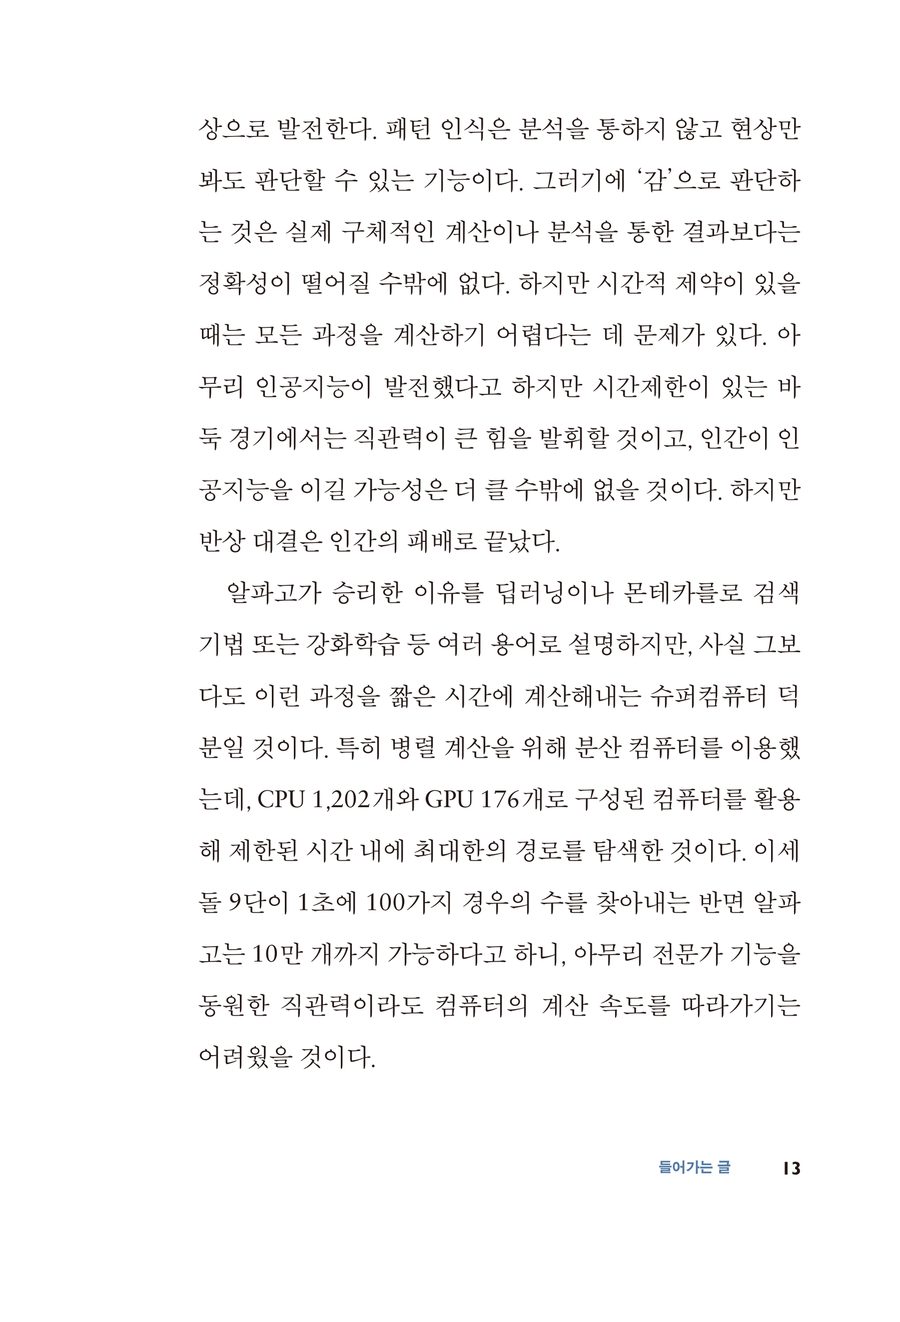 상으로 발전한다. 패턴 인식은 분석을 통하지 않고 현상만
봐도 판단할 수 있는 기능이다. 그러기에 ‘감’으로 판단하
는 것은 실제 구체적인 계산이나 분석을 통한 결과보다는
정확성이 떨어질 수밖에 없다. 하지만 시간적 제약이 있을
때는 모든 과정을 계산하기 어렵다는 데 문제가 있다. 아
무리 인공지능이 발전했다고 하지만 시간제한이 있는 바
둑 경기에서는 직관력이 큰 힘을 발휘할 것이고, 인간이 인
공지능을 이길 가능성은 더 클 수밖에 없을 것이다. 하지만
반상 대결은 인간의 패배로 끝났다.
알파고가 승리한 이유를 딥러닝이나 몬테카를로 검색
기법 또는 강화학습 등 여러 용어로 설명하지만, 사실 그보
다도 이런 과정을 짧은 시간에 계산해내는 슈퍼컴퓨터 덕
분일 것이다. 특히 병렬 계산을 위해 분산 컴퓨터를 이용했
는데, CPU 1,202개와 GPU 176개로 구성된 컴퓨터를 활용
해 제한된 시간 내에 최대한의 경로를 탐색한 것이다. 이세
돌 9단이 1초에 100가지 경우의 수를 찾아내는 반면 알파
고는 10만 개까지 가능하다고 하니, 아무리 전문가 기능을
동원한 직관력이라도 컴퓨터의 계산 속도를 따라가기는
어려웠을 것이다.
들어가는 글 13